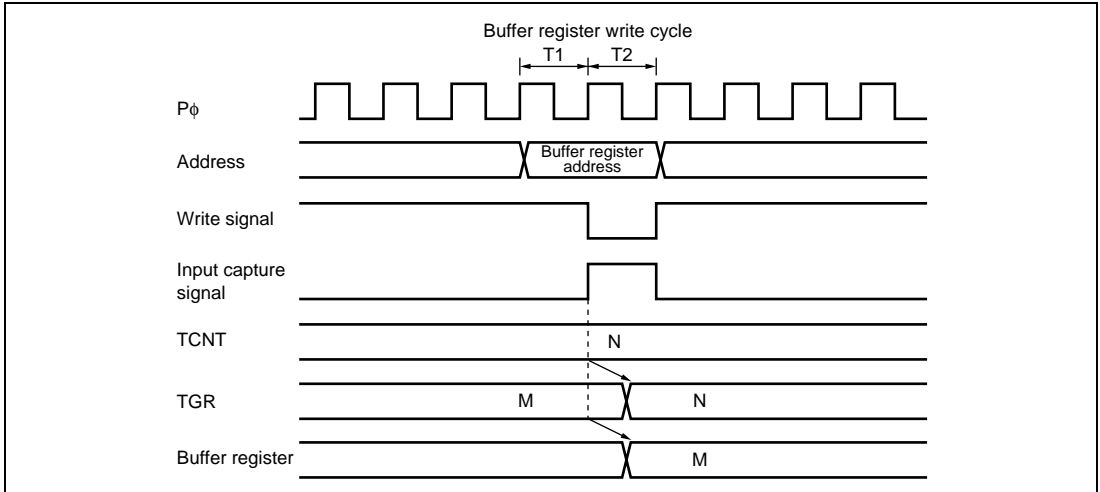 Buffer register write cycle
T1 T2
Pϕ
Address
Buffer register
address
Write signal
Input capture
signal
TCNT
N
TGR
M
N
Buffer register
M